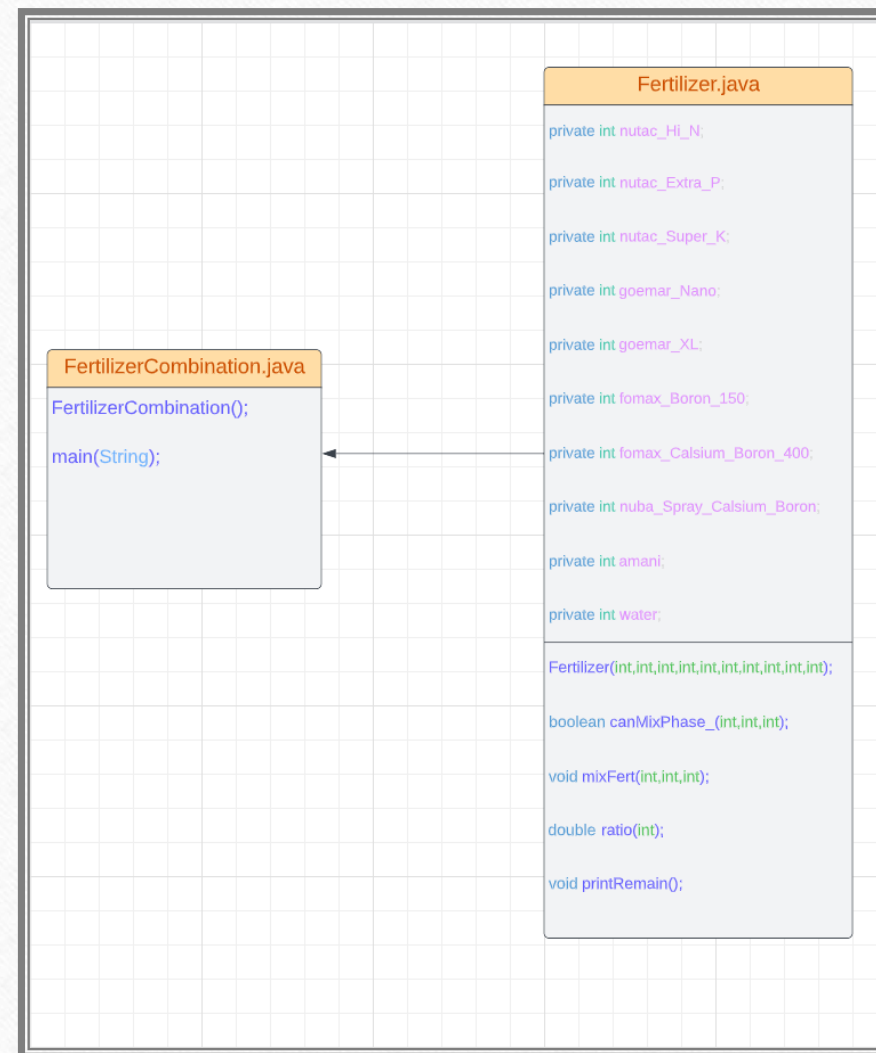 FertilizerCombination.java
FertilizerCombination();
main(String);
Fertilizer.java
private int nutac_Hi_N;
private int nutac_Extra_P;
private int nutac_Super_K;
private int goemar_Nano;
private int goemar_XL;
private int fomax_Boron_150;
private int fomax_Calsium_Boron_400;
private int nuba_Spray_Calsium_Boron;
private int amani;
private int water;
Fertilizer(int,int,int,int,int,int,int,int,int,int);
boolean canMixPhase_(int,int,int);
void mixFert(int,int,int);
double ratio(int);
void printRemain();